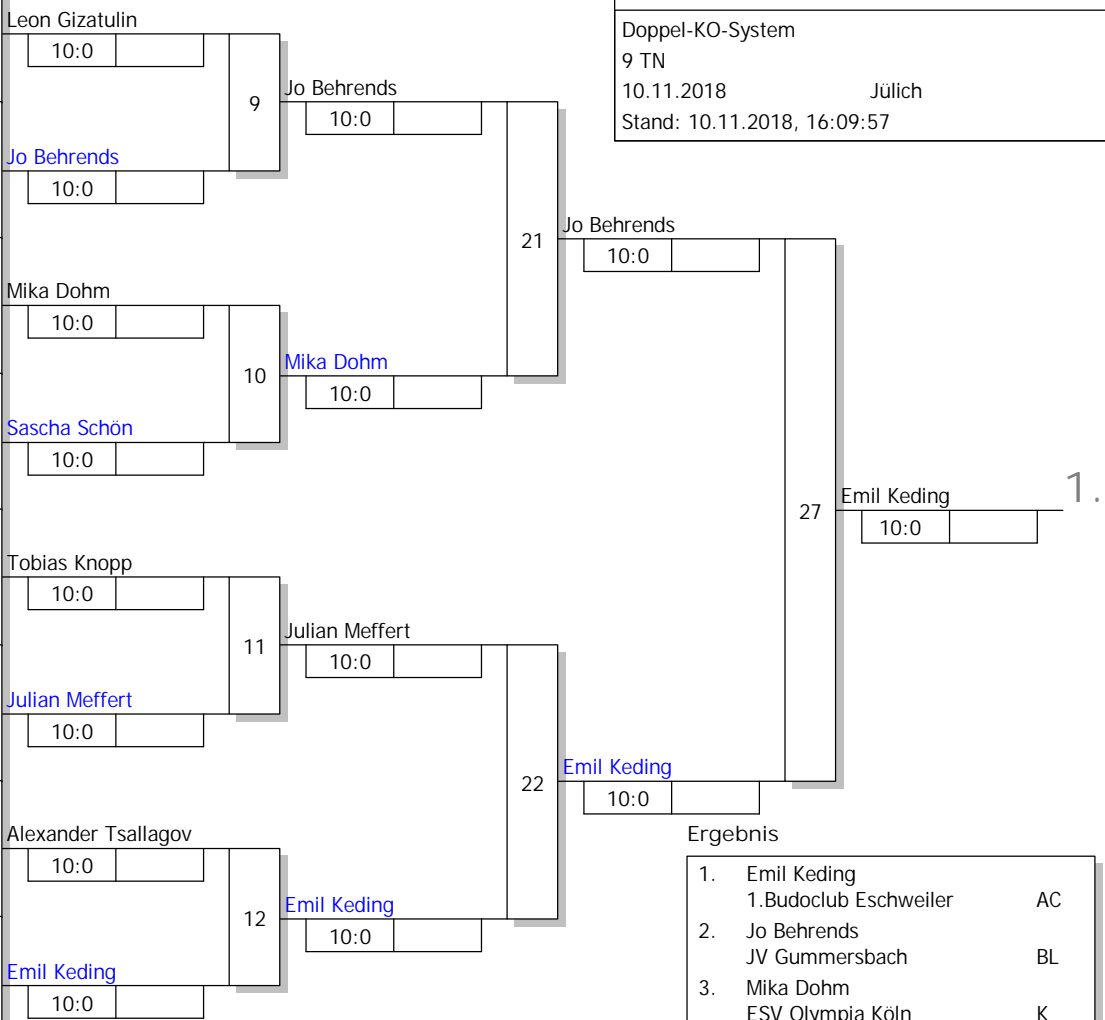 Leon Gizatulin
10:0
9
Jo Behrends
10:0
Jo Behrends
10:0
Doppel-KO-System
9 TN
10.11.2018 Jülich
Stand: 10.11.2018, 16:09:57
21
Jo Behrends
10:0
Mika Dohm
10:0
10
Mika Dohm
10:0
Sascha Schön
10:0
27
Emil Keding
10:0
1.
Tobias Knopp
10:0
11
Julian Meffert
10:0
Julian Meffert
10:0
22
Emil Keding
10:0
Alexander Tsallagov
10:0
12
Emil Keding
10:0
Emil Keding
10:0
Ergebnis
1. Emil Keding
1.Budoclub Eschweiler AC
2. Jo Behrends
JV Gummersbach BL
3. Mika Dohm
ESV Olympia Köln K